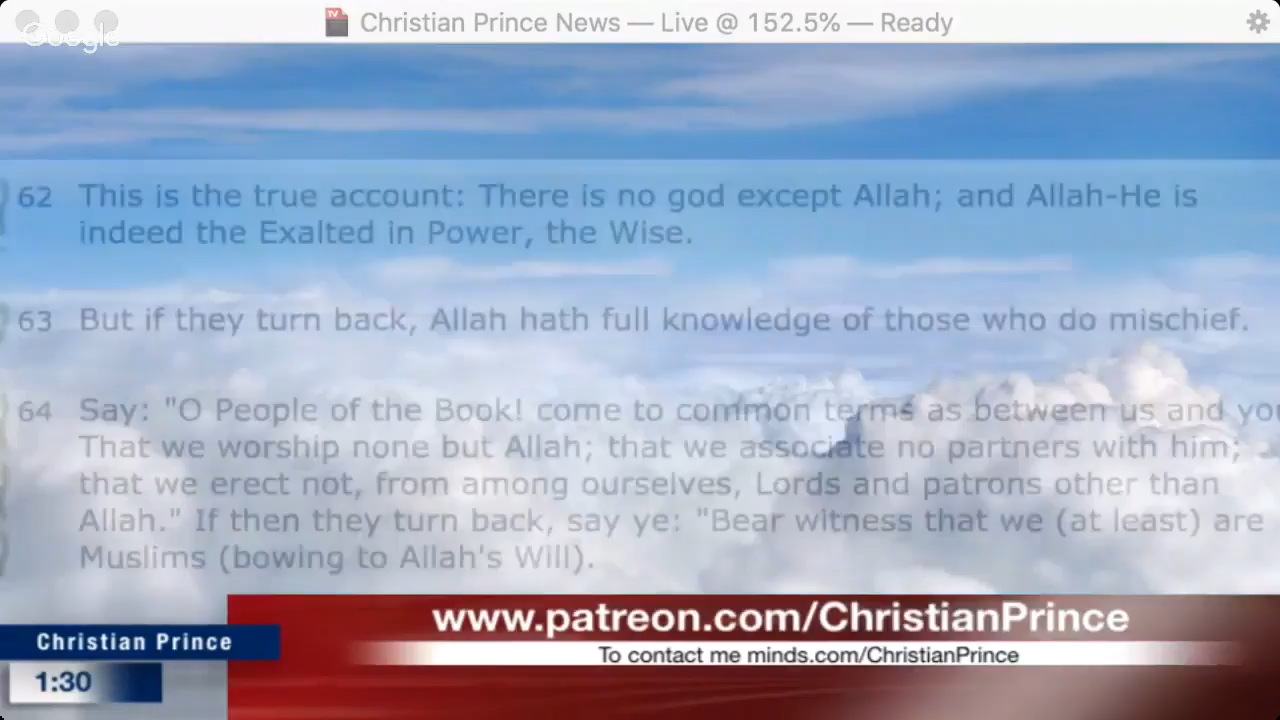 Christian Prince News — Live @ 152.5% — Ready
Google
62 This is the true account: There is no god except Allah; and Allah-He is
indeed the Exalted in Power, the Wise.
63 But if they turn back, Allah hath full knowledge of those who do mischief.
64 Say: "O People of the Book! come to common terms as between us and you
That we worship none but Allah; that we associate no partners with him;
that we erect not, from among ourselves, Lords and patrons other than
Allah." If then they turn back, say ye: "Bear witness that we (at least) are
Muslims (bowing to Allah's Will).
www.patreon.com/ChristianPrince
Christian Prince
To contact me minds.com/ChristianPrince
1:30